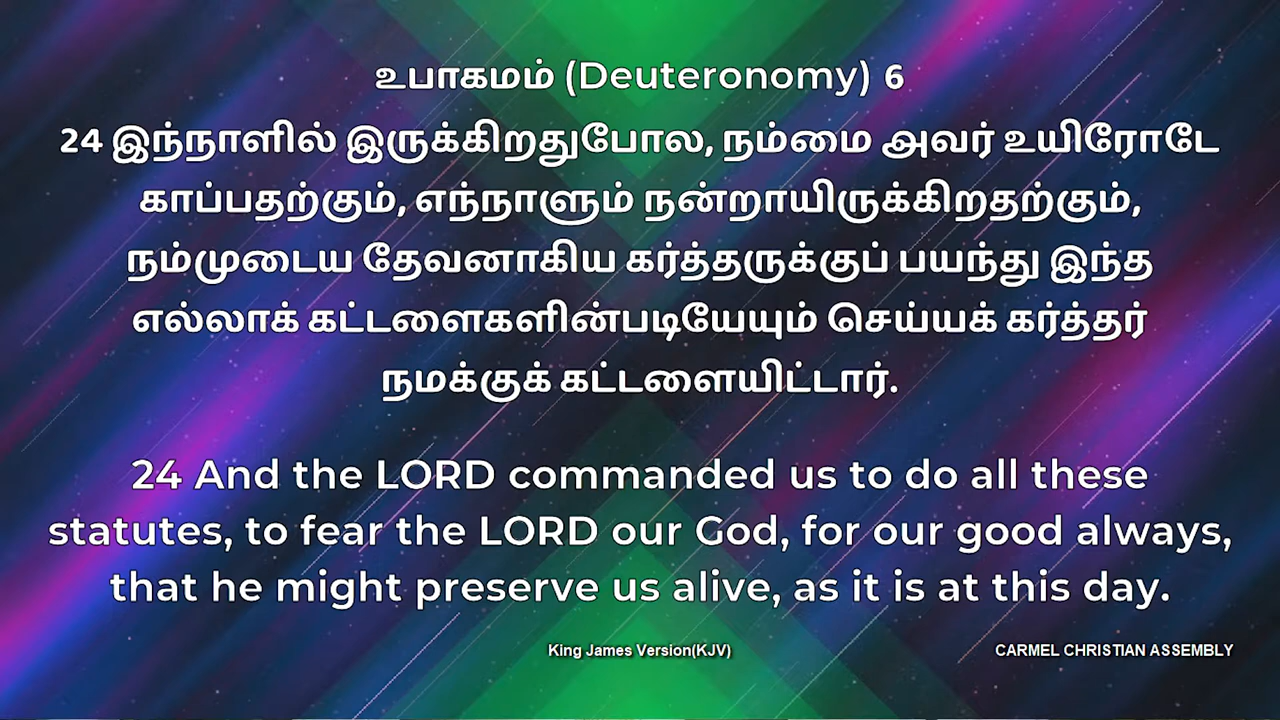 உபாகமம் (Deuteronomy) 6
24 இந்நாளில் இருக்கிறதுபோல, நம்மை அவர் உயிரோடே
காப்பதற்கும், எந்நாளும் நன்றாயிருக்கிறதற்கும்,
நம்முடைய தேவனாகிய கர்த்தருக்குப் பயந்து இந்த
எல்லாக் கட்டளைகளின்படியேயும் செய்யக் கர்த்தர்
நமக்குக் கட்டளையிட்டார்.
24 And the LORD commanded us to do all these
statutes, to fear the LORD our God, for our good always,
that he might preserve us alive, as it is at this day.
King James Version(KJV)
CARMEL CHRISTIAN ASSEMBLY